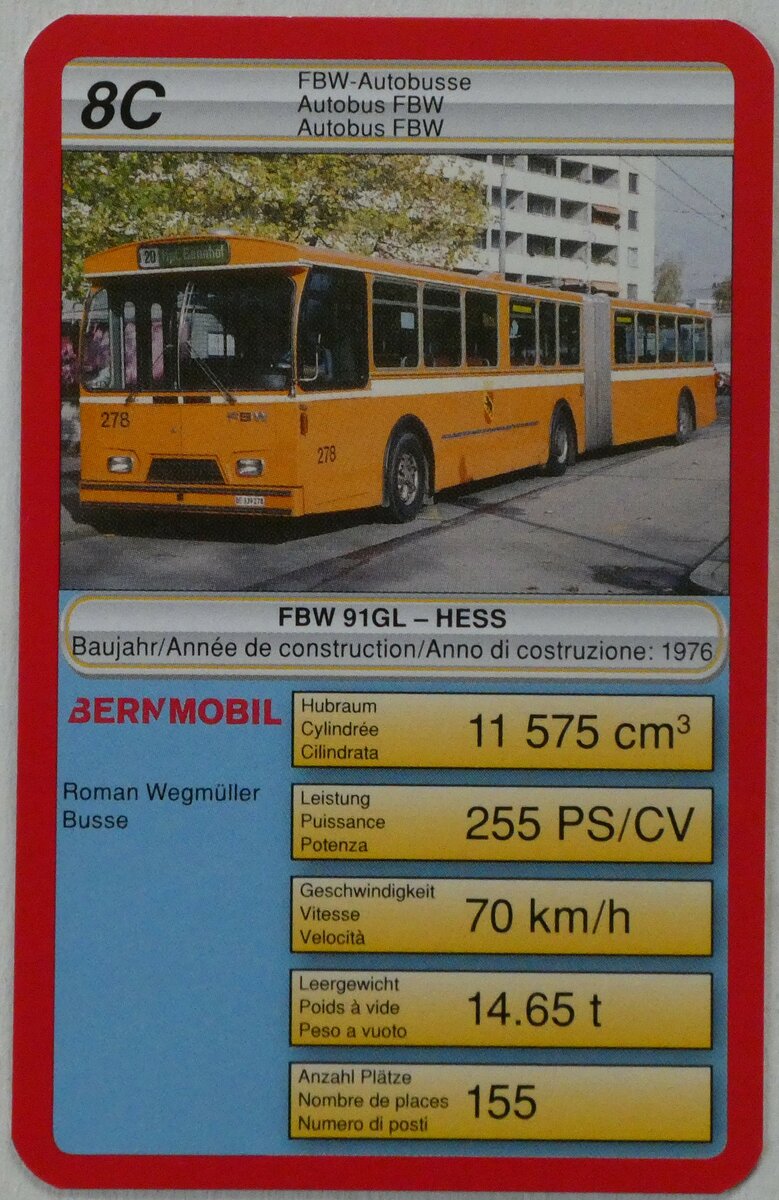 8C
FBW-Autobusse
Autobus FBW
Autobus FBW
20
Bahnhof
278
FBW
278
FBW 91GL – HESS
Baujahr/Année de construction/Anno di costruzione: 1976
BERNMOBIL
Roman Wegmüller
Busse
Hubraum
Cylindrée
Cilindrata
11 575 cm³
Leistung
Puissance
Potenza
255 PS/CV
Geschwindigkeit
Vitesse
Velocità
70 km/h
Leergewicht
Poids à vide
Peso a vuoto
14.65 t
Anzahl Plätze
Nombre de places
Numero di posti
155